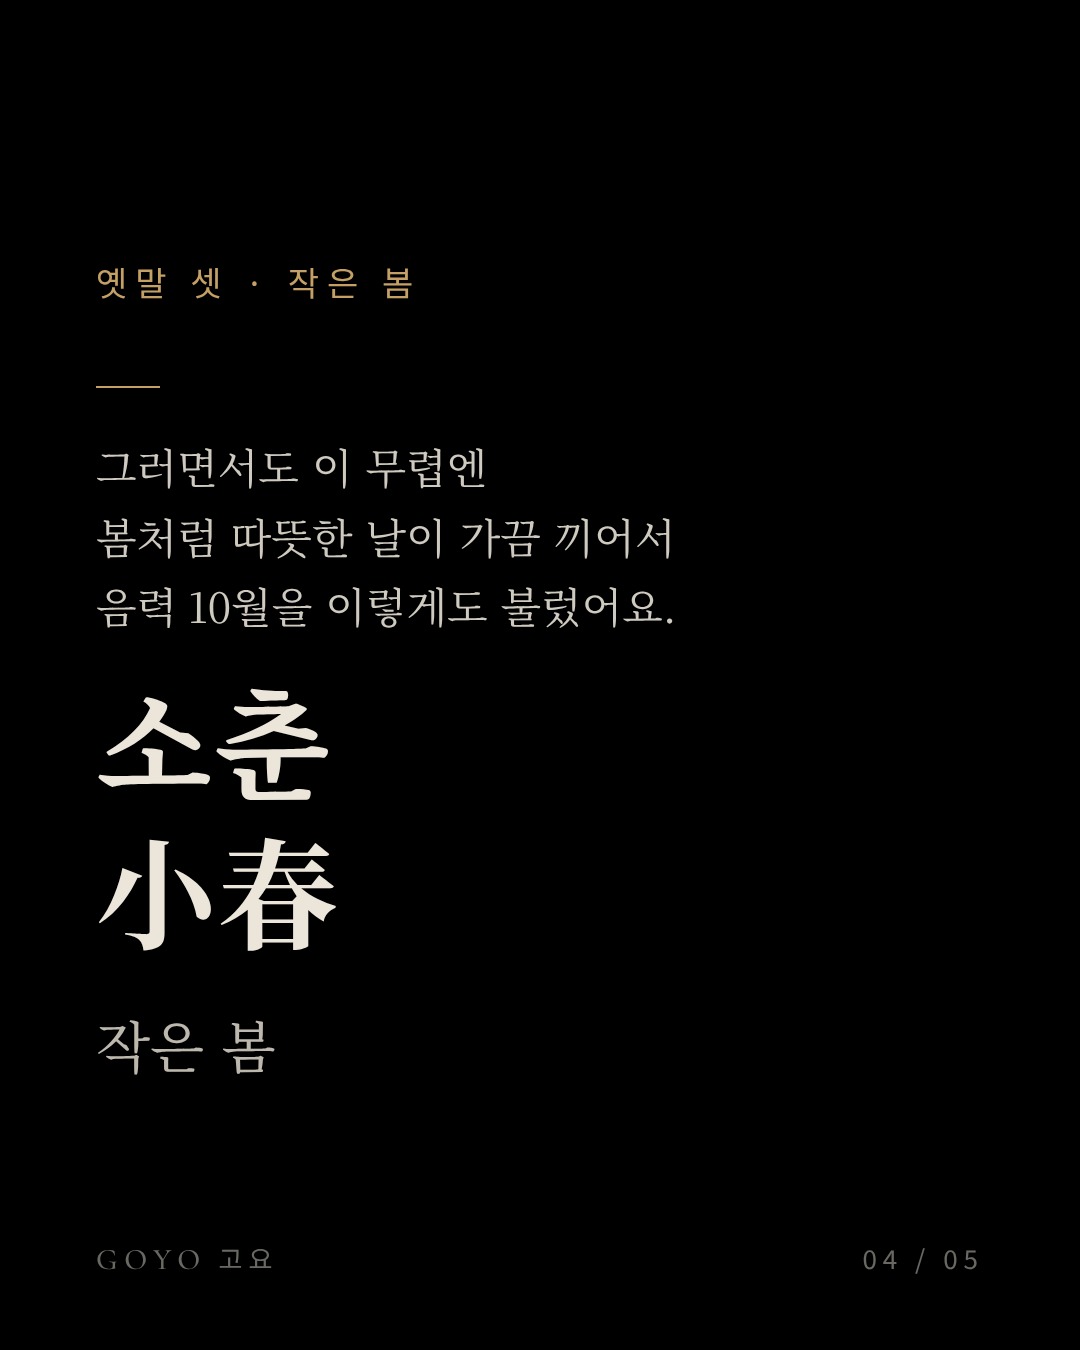 옛말 셋 · 작은 봄
그러면서도 이 무렵엔
봄처럼 따뜻한 날이 가끔 끼어서
음력 10월을 이렇게도 불렀어요.
소춘
小春
작은 봄
GOYO 고요
04 / 05